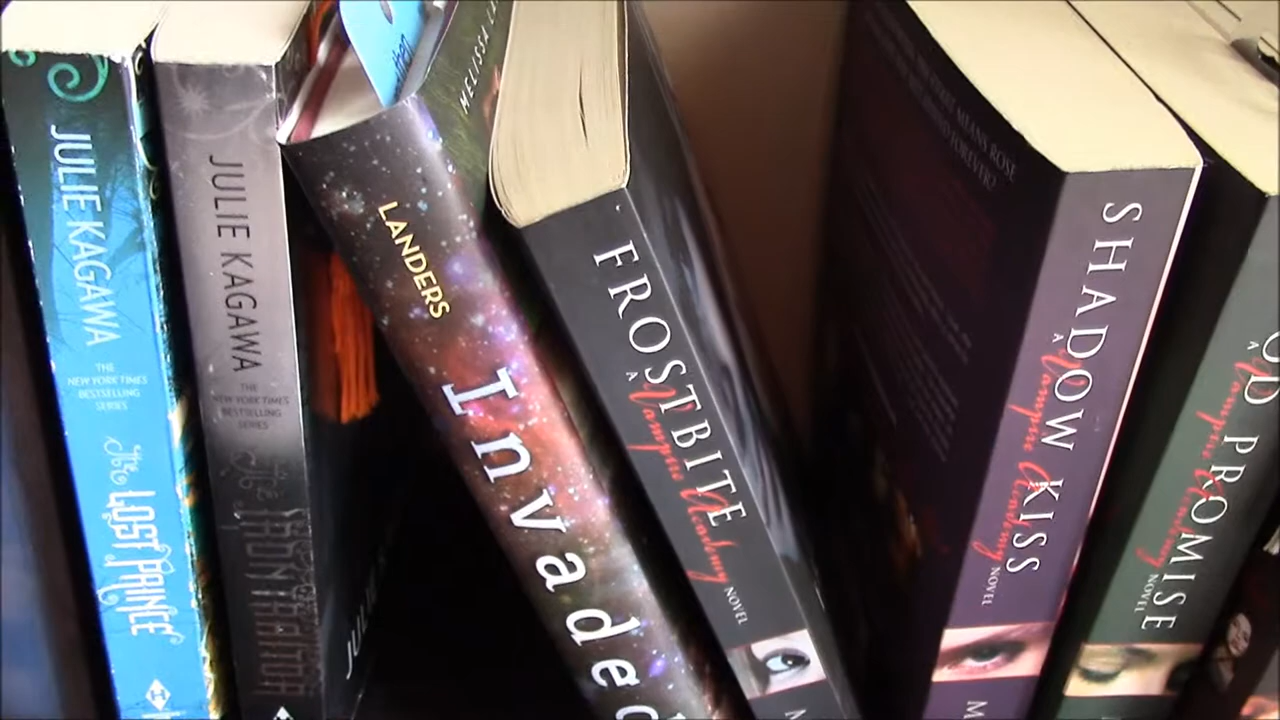 JULIE KAGAWA
THE
NEW YORK TIMES
BESTSELLING
SERIES
The LOST PRINCE
JULIE KAGAWA
THE
NEW YORK TIMES
BESTSELLING
SERIES
The IRON TRAITOR
LANDERS
Invaded
MELISSA
FROSTBITE
A Vampire Academy NOVEL
SHADOW KISS
A Vampire Academy NOVEL
PROMISE
A Vampire Academy NOVEL